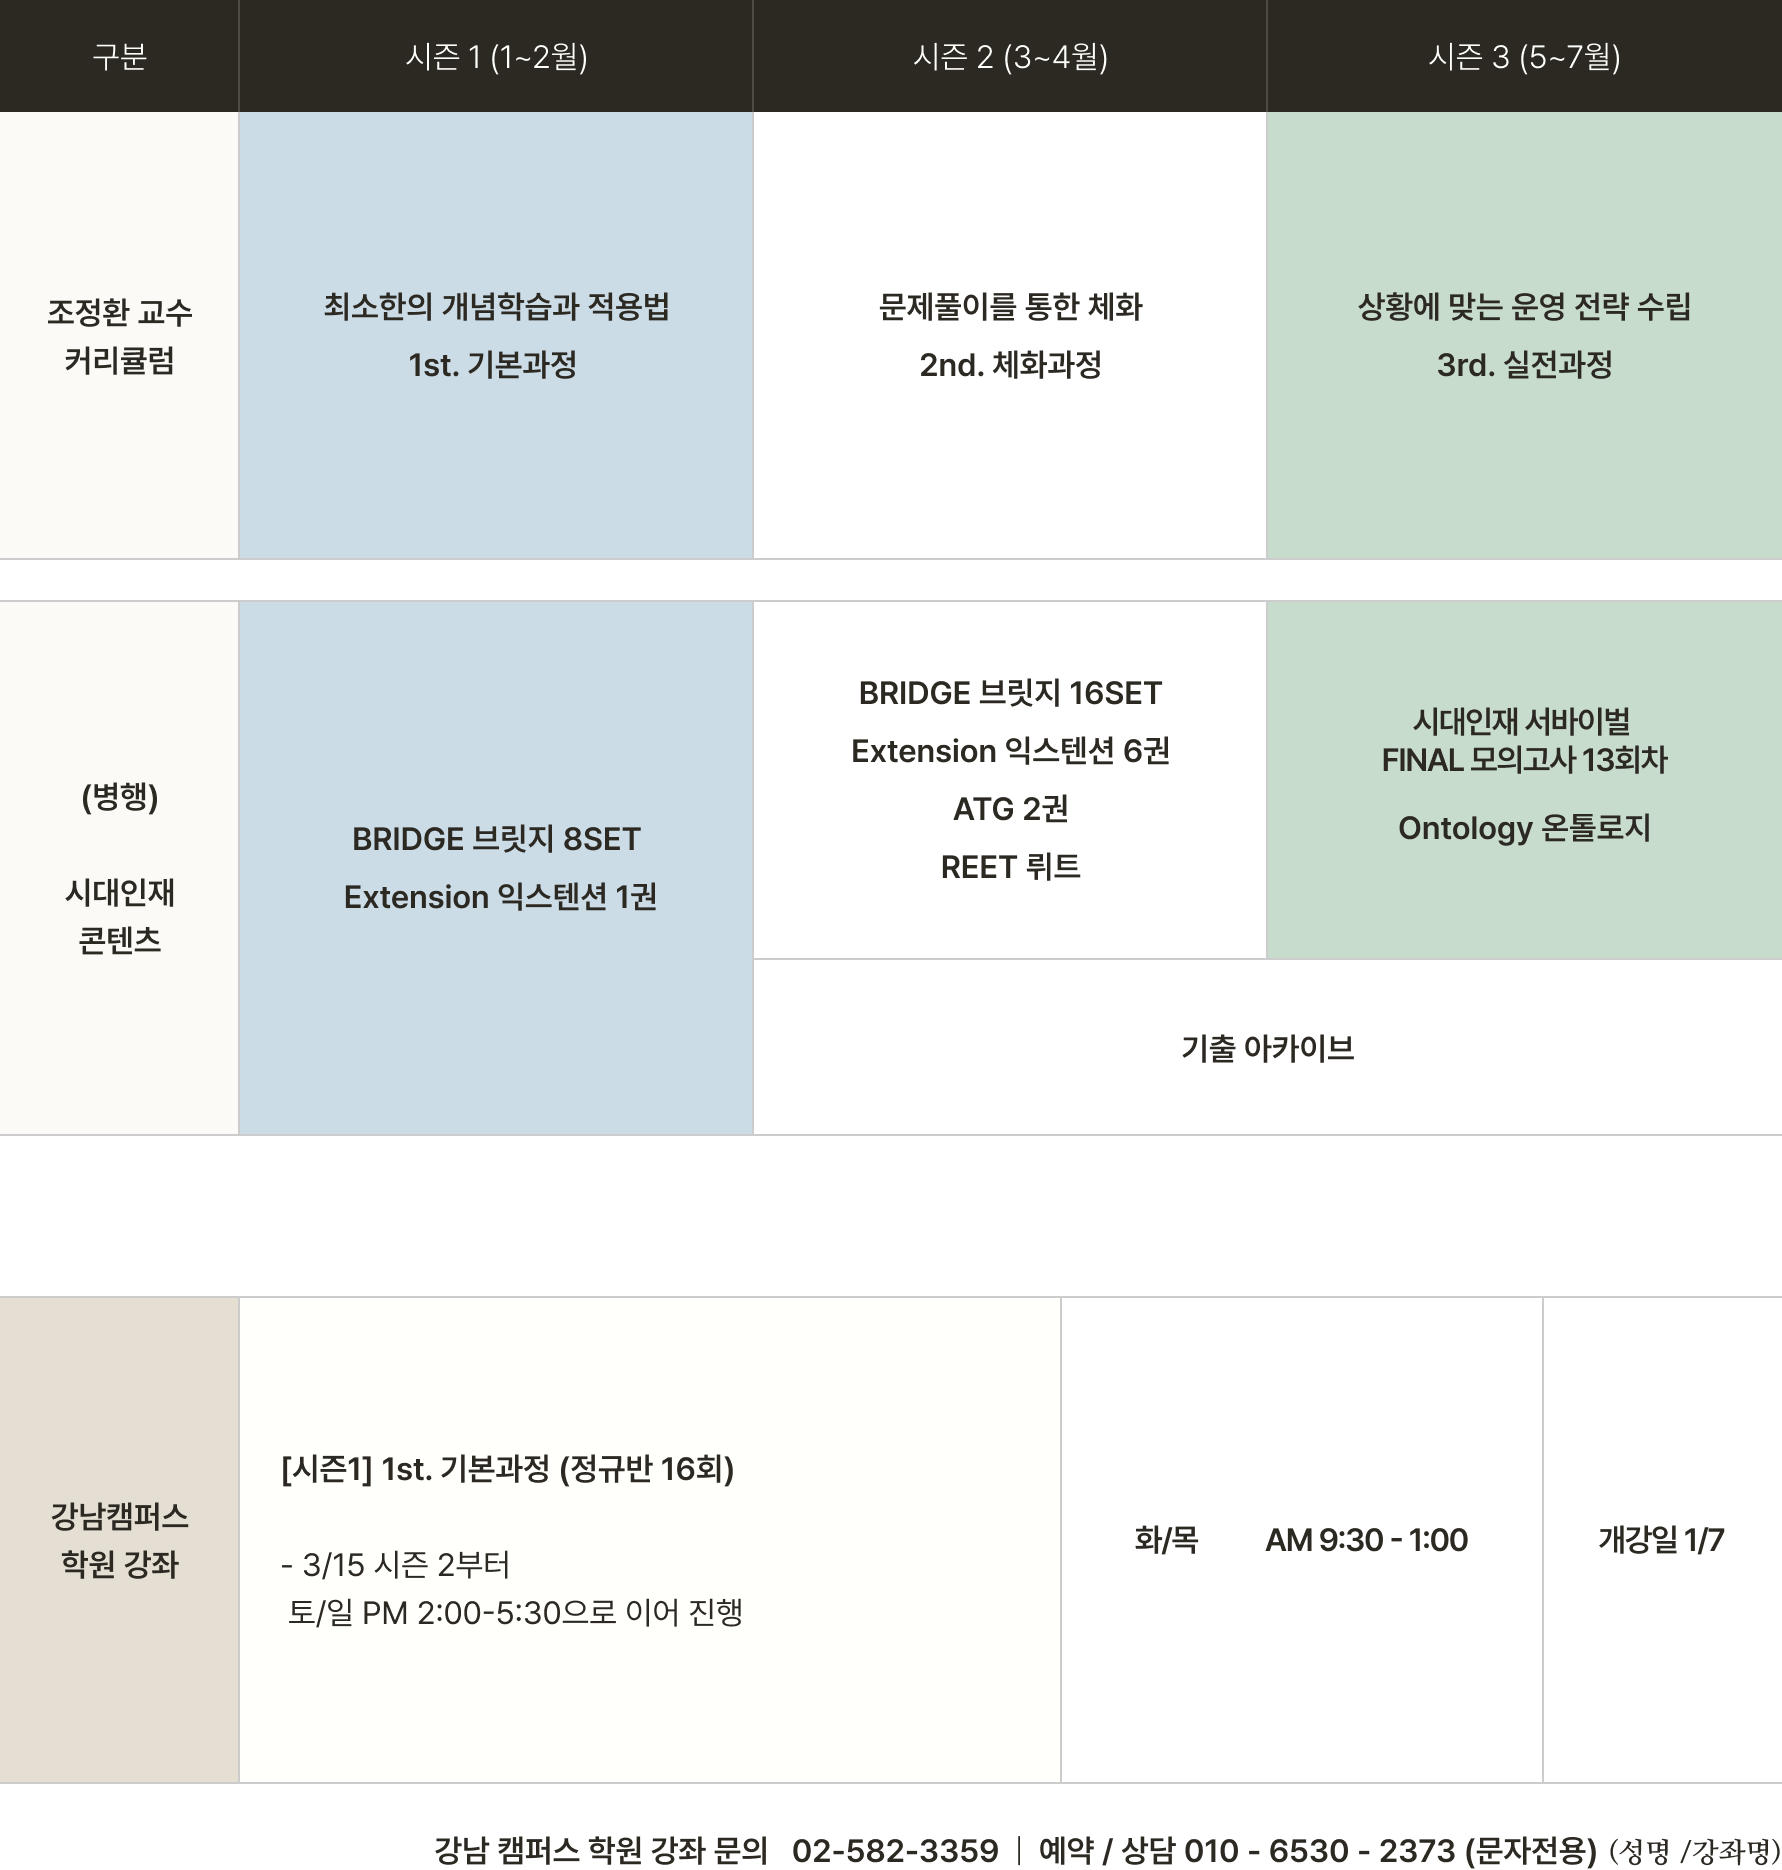 구분
시즌 1 (1~2월)
시즌 2 (3~4월)
시즌 3 (5~7월)
조정환 교수
커리큘럼
최소한의 개념학습과 적용법
1st. 기본과정
문제풀이를 통한 체화
2nd. 체화과정
상황에 맞는 운영 전략 수립
3rd. 실전과정
(병행)
시대인재
콘텐츠
BRIDGE 브릿지 8SET
Extension 익스텐션 1권
BRIDGE 브릿지 16SET
Extension 익스텐션 6권
ATG 2권
REET 뤼트
시대인재 서바이벌
FINAL 모의고사 13회차
Ontology 온톨로지
기출 아카이브
강남캠퍼스
학원 강좌
[시즌1] 1st. 기본과정 (정규반 16회)
- 3/15 시즌 2부터
토/일 PM 2:00-5:30으로 이어 진행
화/목 AM 9:30 - 1:00
개강일 1/7
강남 캠퍼스 학원 강좌 문의 02-582-3359 | 예약 / 상담 010 - 6530 - 2373 (문자전용) (성명 /강좌명)